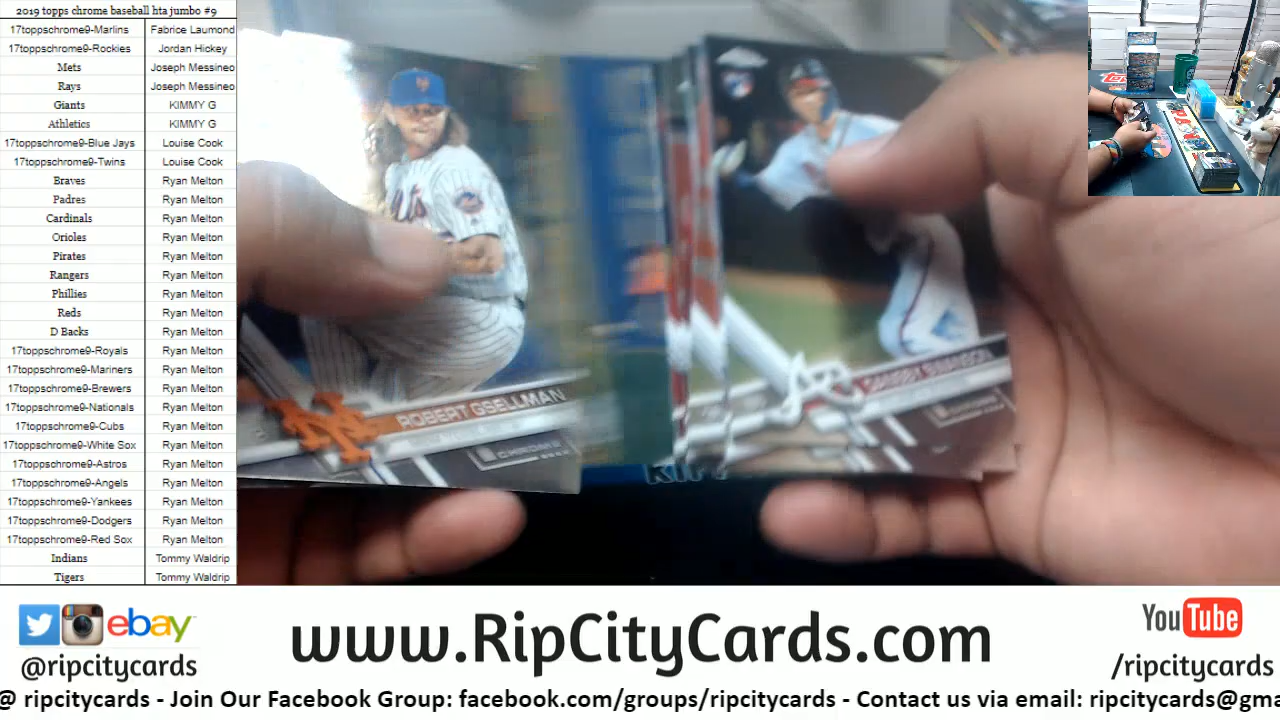 2019 topps chrome baseball hta jumbo #9
17toppschrome9-Marlins Fabrice Laumond
17toppschrome9-Rockies Jordan Hickey
Mets Joseph Messineo
Rays Joseph Messineo
Giants KIMMY G
Athletics KIMMY G
17toppschrome9-Blue Jays Louise Cook
17toppschrome9-Twins Louise Cook
Braves Ryan Melton
Padres Ryan Melton
Cardinals Ryan Melton
Orioles Ryan Melton
Pirates Ryan Melton
Rangers Ryan Melton
Phillies Ryan Melton
Reds Ryan Melton
D Backs Ryan Melton
17toppschrome9-Royals Ryan Melton
17toppschrome9-Mariners Ryan Melton
17toppschrome9-Brewers Ryan Melton
17toppschrome9-Nationals Ryan Melton
17toppschrome9-Cubs Ryan Melton
17toppschrome9-White Sox Ryan Melton
17toppschrome9-Astros Ryan Melton
17toppschrome9-Angels Ryan Melton
17toppschrome9-Yankees Ryan Melton
17toppschrome9-Dodgers Ryan Melton
17toppschrome9-Red Sox Ryan Melton
Indians Tommy Waldrip
Tigers Tommy Waldrip
Mets
ROBERT GSELLMAN
CHROME
DANSBY SWANSON
ebay
@ripcitycards
www.RipCityCards.com
YouTube
/ripcitycards
@ ripcitycards - Join Our Facebook Group: facebook.com/groups/ripcitycards - Contact us via email: ripcitycards@gma